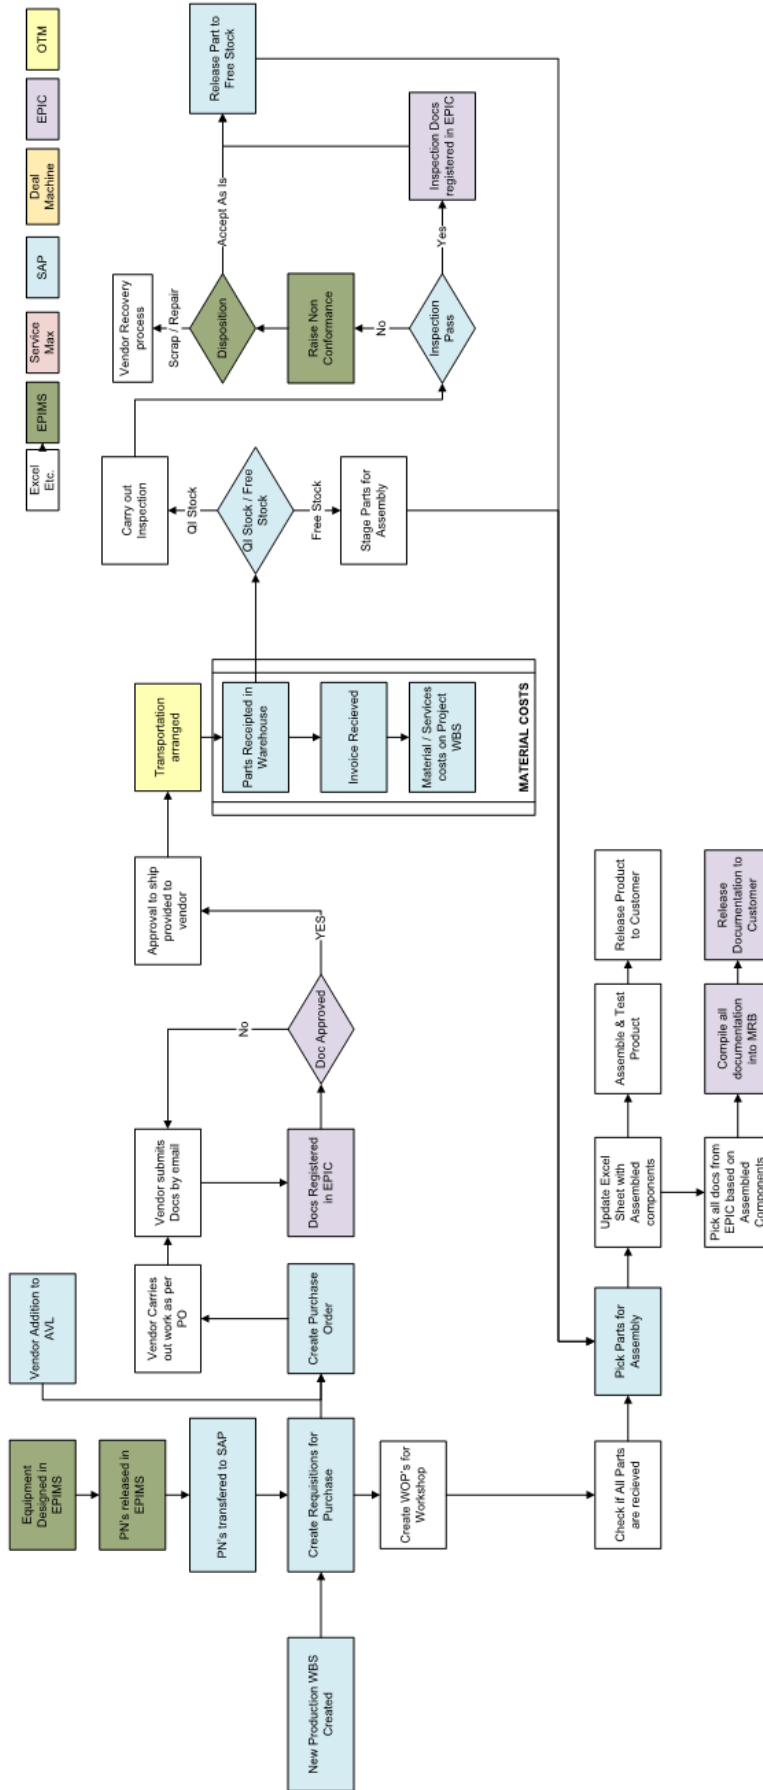 Excel
Etc.
EPIMS
Service
Max
SAP
Deal
Machine
EPIC
OTM
Equipment
Designed in
EPIMS
PN's released in
EPIMS
PN's transfered to SAP
New Production WBS
Created
Create Requisitions for
Purchase
Create WOP's for
Workshop
Vendor Addition to
AVL
Create Purchase
Order
Vendor Carries
out work as per
PO
Vendor submits
Docs by email
Docs Registered
in EPIC
Doc Approved
No
YES
Approval to ship
provided to
vendor
Transportation
arranged
Parts Receipted in
Warehouse
Invoice Recieved
Material / Services
costs on Project
WBS
MATERIAL COSTS
QI Stock / Free
Stock
QI Stock
Free Stock
Carry out
Inspection
Stage Parts for
Assembly
Inspection
Pass
No
Yes
Raise Non
Conformance
Disposition
Scrap / Repair
Accept As Is
Vendor Recovery
process
Inspection Docs
registered in EPIC
Release Part to
Free Stock
Check if All Parts
are recieved
Pick Parts for
Assembly
Update Excel
Sheet with
Assembled
components
Assemble & Test
Product
Release Product
to Customer
Pick all docs from
EPIC based on
Assembled
Components
Compile all
documentation
into MRB
Release
Documentation to
Customer